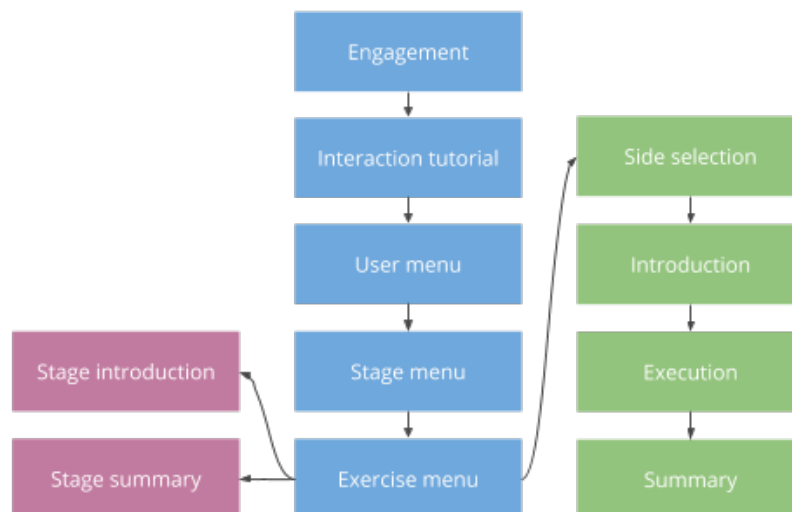 Engagement
Interaction tutorial
User menu
Stage menu
Exercise menu
Stage introduction
Stage summary
Side selection
Introduction
Execution
Summary